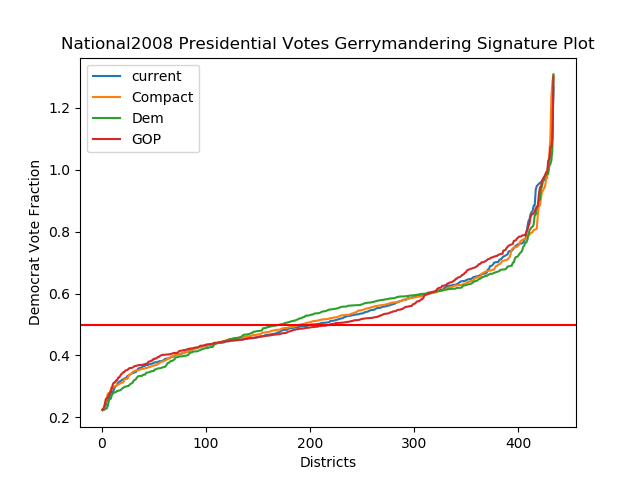 National2008 Presidential Votes Gerrymandering Signature Plot
current
Compact
Dem
GOP
1.2
1.0
0.8
0.6
0.4
0.2
Democrat Vote Fraction
0 100 200 300 400
Districts